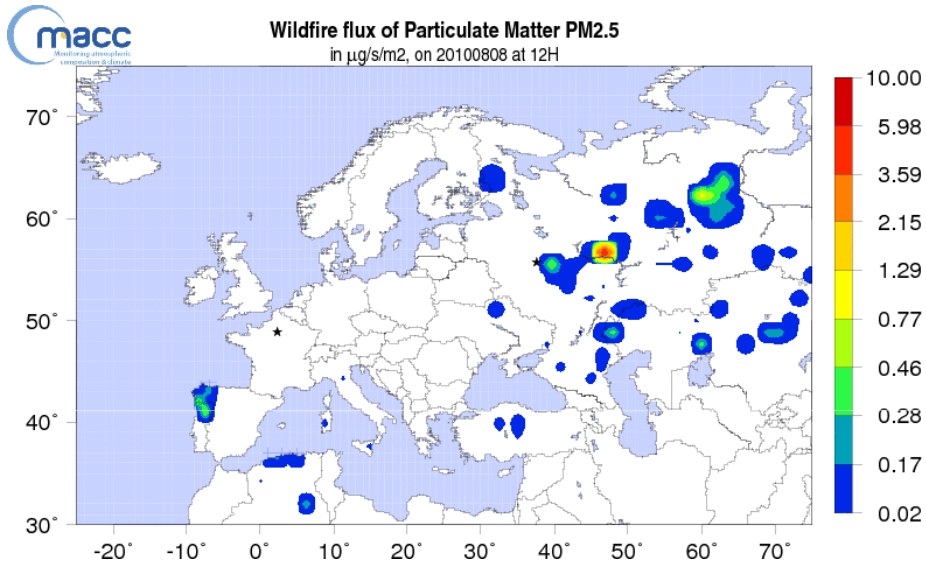 macc
Monitoring atmospheric
composition & climate
Wildfire flux of Particulate Matter PM2.5
in µg/s/m2, on 20100808 at 12H
70°
60°
50°
40°
30°
-20° -10° 0° 10° 20° 30° 40° 50° 60° 70°
10.00
5.98
3.59
2.15
1.29
0.77
0.46
0.28
0.17
0.02